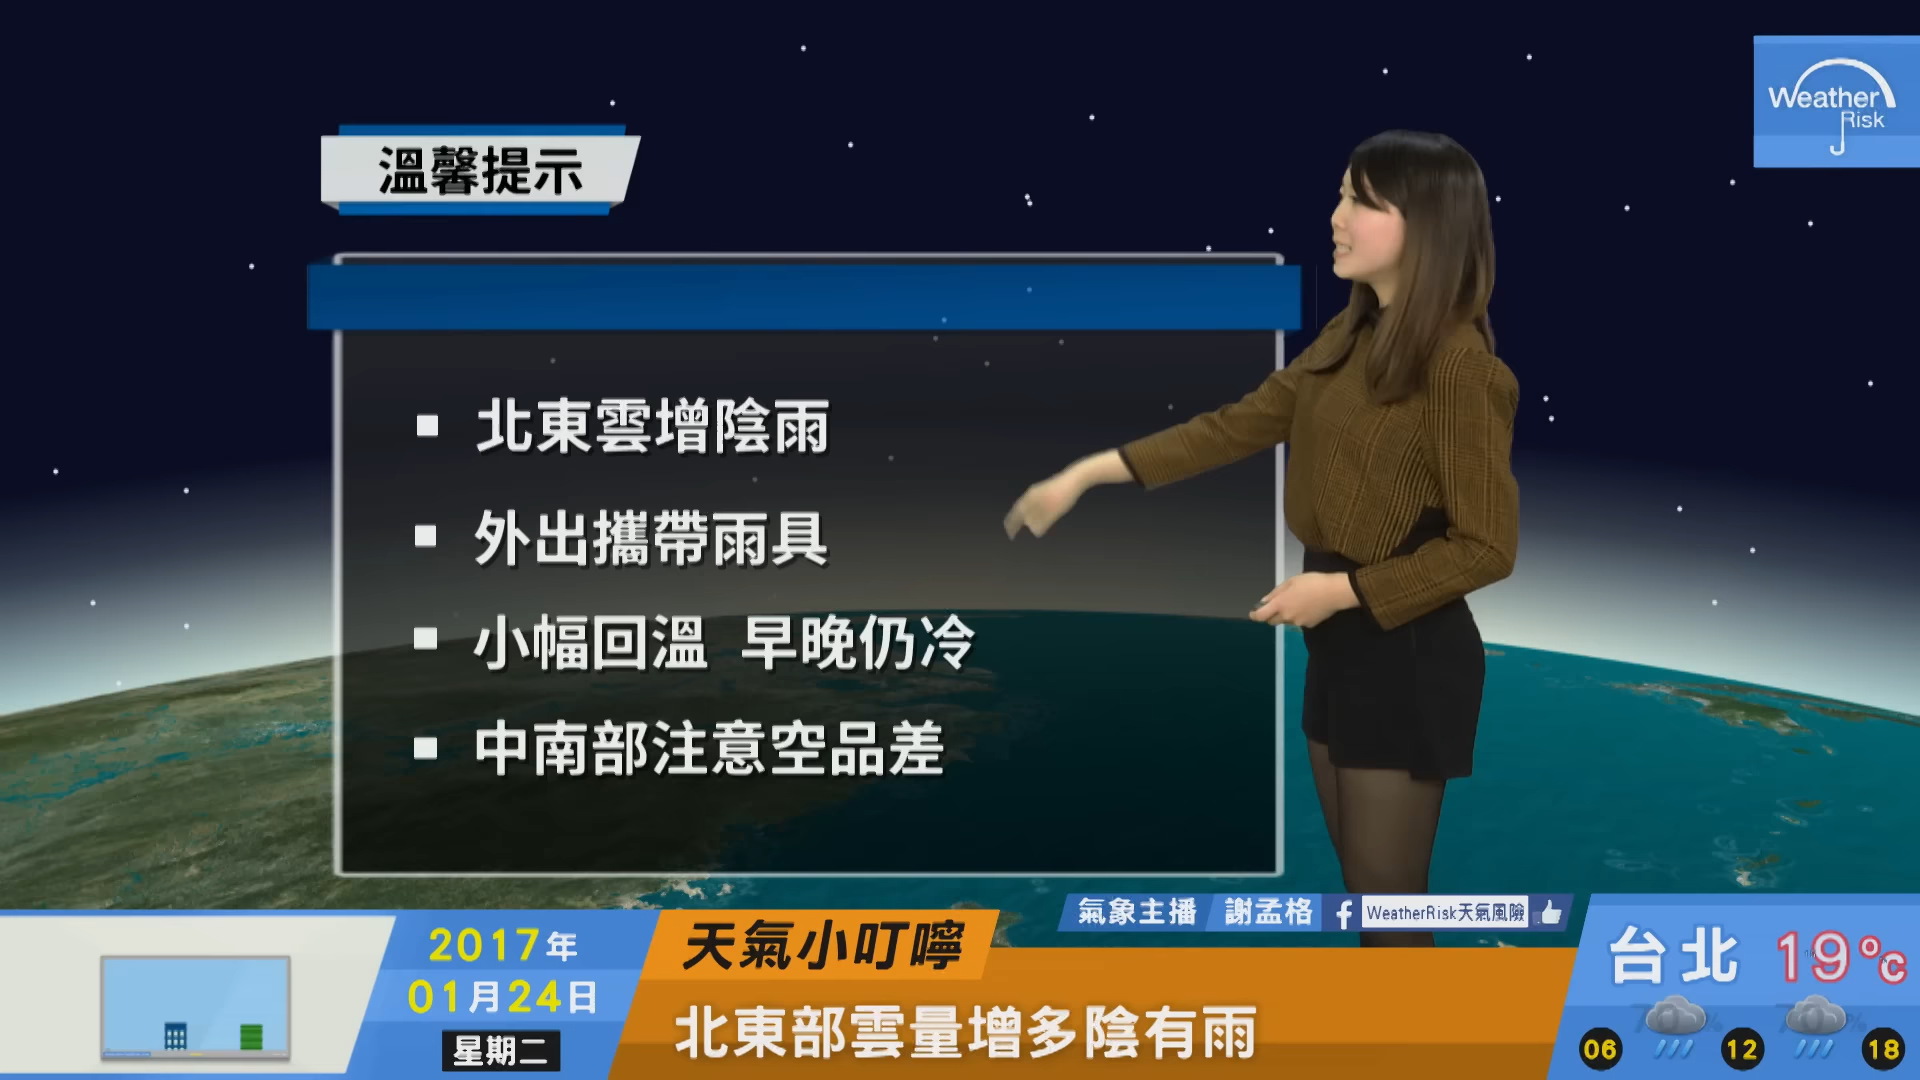 Weather
Risk
溫馨提示
北東雲增陰雨
外出攜帶雨具
小幅回溫 早晚仍冷
中南部注意空品差
氣象主播 謝孟格 WeatherRisk天氣風險
2017年
01月24日
星期二
天氣小叮嚀
北東部雲量增多陰有雨
台北 19°C
06 12 18